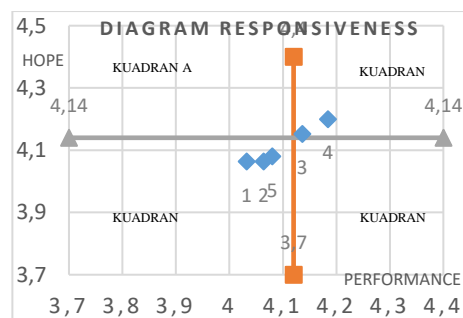 DIAGRAM RESPONSIVENESS
4,5
4,4
HOPE
KUADRAN A
KUADRAN
4,3
4,14
4,14
4,1
3
4
1
2
5
3,9
KUADRAN
KUADRAN
3,7
3,7
PERFORMANCE
3,7 3,8 3,9 4 4,1 4,2 4,3 4,4